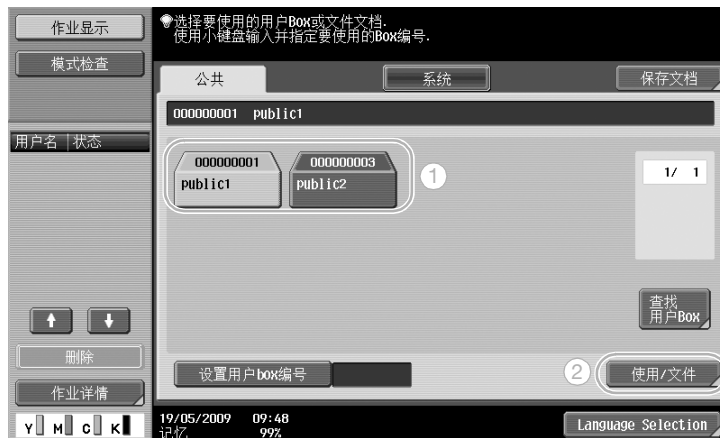 作业显示
模式检查
用户名 状态
删除
作业详情
Y M C K
选择要使用的用户Box或文件文档.
使用小键盘输入并指定要使用的Box编号.
公共 系统 保存文档
000000001 public1
000000001 000000003
public1 public2
1
1/ 1
查找
用户Box
设置用户box编号
2
使用/文件
19/05/2009 09:48
记忆 99%
Language Selection